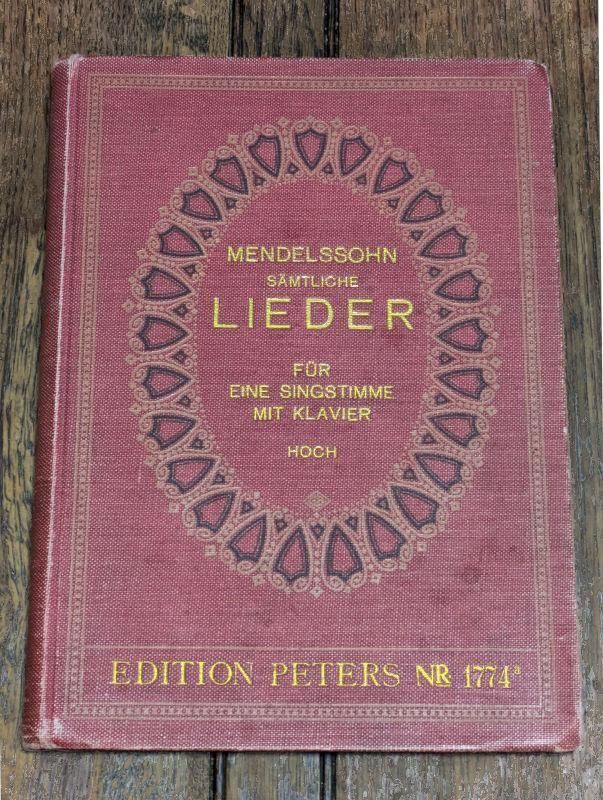 MENDELSSOHN
SÄMTLICHE
LIEDER
FÜR
EINE SINGSTIMME
MIT KLAVIER
HOCH
EDITION PETERS NR 1774ª